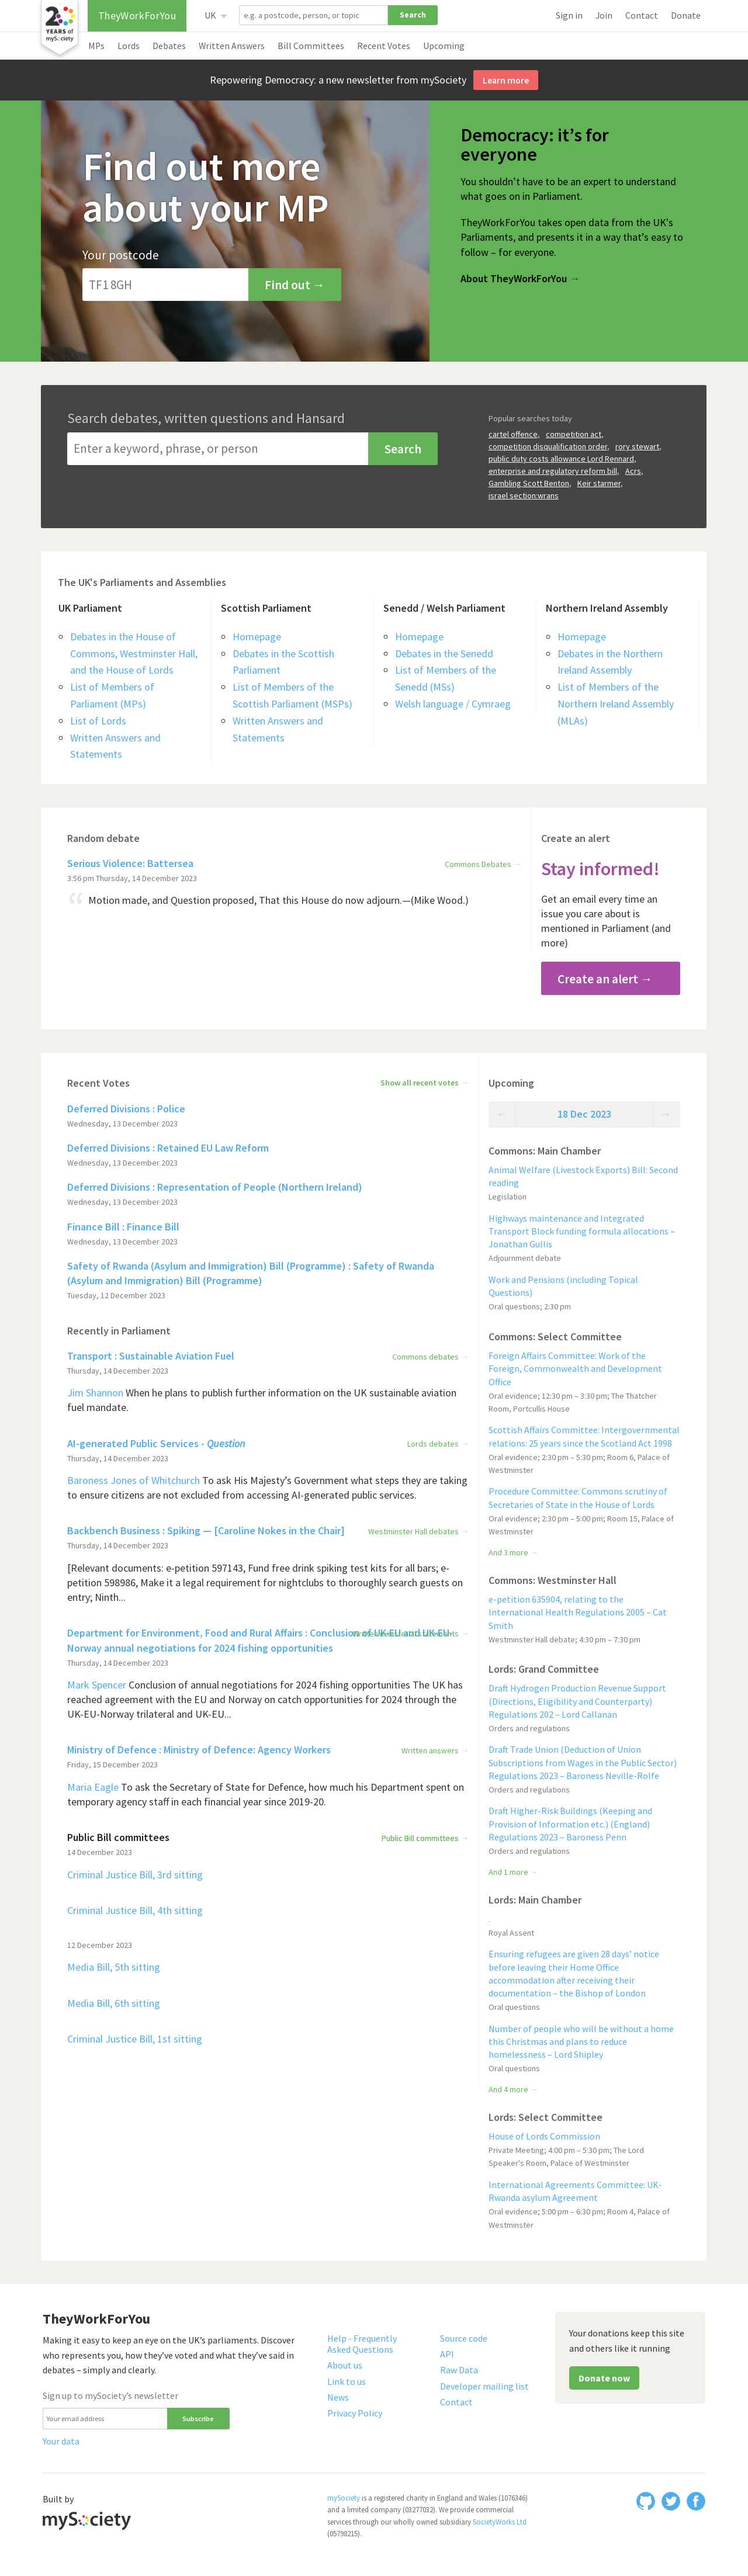 20
YEARS of
mySociety
TheyWorkForYou
UK
e.g. a postcode, person, or topic
Search
Sign in Join Contact Donate
MPs Lords Debates Written Answers Bill Committees Recent Votes Upcoming
Repowering Democracy: a new newsletter from mySociety Learn more
Find out more
about your MP
Your postcode
TF1 8GH
Find out →
Democracy: it’s for
everyone
You shouldn’t have to be an expert to understand
what goes on in Parliament.
TheyWorkForYou takes open data from the UK’s
Parliaments, and presents it in a way that’s easy to
follow – for everyone.
About TheyWorkForYou →
Search debates, written questions and Hansard
Enter a keyword, phrase, or person
Search
Popular searches today
cartel offence, competition act,
competition disqualification order, rory stewart,
public duty costs allowance Lord Rennard,
enterprise and regulatory reform bill, Acrs,
Gambling Scott Benton, Keir starmer,
israel section:wrans
The UK's Parliaments and Assemblies
UK Parliament
Debates in the House of
Commons, Westminster Hall,
and the House of Lords
List of Members of
Parliament (MPs)
List of Lords
Written Answers and
Statements
Scottish Parliament
Homepage
Debates in the Scottish
Parliament
List of Members of the
Scottish Parliament (MSPs)
Written Answers and
Statements
Senedd / Welsh Parliament
Homepage
Debates in the Senedd
List of Members of the
Senedd (MSs)
Welsh language / Cymraeg
Northern Ireland Assembly
Homepage
Debates in the Northern
Ireland Assembly
List of Members of the
Northern Ireland Assembly
(MLAs)
Random debate
Serious Violence: Battersea
Commons Debates →
3:56 pm Thursday, 14 December 2023
“ Motion made, and Question proposed, That this House do now adjourn.—(Mike Wood.)
Create an alert
Stay informed!
Get an email every time an
issue you care about is
mentioned in Parliament (and
more)
Create an alert →
Recent Votes
Show all recent votes →
Deferred Divisions : Police
Wednesday, 13 December 2023
Deferred Divisions : Retained EU Law Reform
Wednesday, 13 December 2023
Deferred Divisions : Representation of People (Northern Ireland)
Wednesday, 13 December 2023
Finance Bill : Finance Bill
Wednesday, 13 December 2023
Safety of Rwanda (Asylum and Immigration) Bill (Programme) : Safety of Rwanda
(Asylum and Immigration) Bill (Programme)
Tuesday, 12 December 2023
Recently in Parliament
Transport : Sustainable Aviation Fuel
Commons debates →
Thursday, 14 December 2023
Jim Shannon When he plans to publish further information on the UK sustainable aviation
fuel mandate.
AI-generated Public Services - Question
Lords debates →
Thursday, 14 December 2023
Baroness Jones of Whitchurch To ask His Majesty’s Government what steps they are taking
to ensure citizens are not excluded from accessing AI-generated public services.
Backbench Business : Spiking — [Caroline Nokes in the Chair]
Westminster Hall debates →
Thursday, 14 December 2023
[Relevant documents: e-petition 597143, Fund free drink spiking test kits for all bars; e-
petition 598986, Make it a legal requirement for nightclubs to thoroughly search guests on
entry; Ninth...
Department for Environment, Food and Rural Affairs : Conclusion of UK-EU and UK-EU-
Norway annual negotiations for 2024 fishing opportunities
Thursday, 14 December 2023
Mark Spencer Conclusion of annual negotiations for 2024 fishing opportunities The UK has
reached agreement with the EU and Norway on catch opportunities for 2024 through the
UK-EU-Norway trilateral and UK-EU...
Ministry of Defence : Ministry of Defence: Agency Workers
Written answers →
Friday, 15 December 2023
Maria Eagle To ask the Secretary of State for Defence, how much his Department spent on
temporary agency staff in each financial year since 2019-20.
Public Bill committees
Public Bill committees →
14 December 2023
Criminal Justice Bill, 3rd sitting
Criminal Justice Bill, 4th sitting
12 December 2023
Media Bill, 5th sitting
Media Bill, 6th sitting
Criminal Justice Bill, 1st sitting
Upcoming
← 18 Dec 2023 →
Commons: Main Chamber
Animal Welfare (Livestock Exports) Bill: Second
reading
Legislation
Highways maintenance and Integrated
Transport Block funding formula allocations –
Jonathan Gullis
Adjournment debate
Work and Pensions (including Topical
Questions)
Oral questions; 2:30 pm
Commons: Select Committee
Foreign Affairs Committee: Work of the
Foreign, Commonwealth and Development
Office
Oral evidence; 12:30 pm – 3:30 pm; The Thatcher
Room, Portcullis House
Scottish Affairs Committee: Intergovernmental
relations: 25 years since the Scotland Act 1998
Oral evidence; 2:30 pm – 5:30 pm; Room 6, Palace of
Westminster
Procedure Committee: Commons scrutiny of
Secretaries of State in the House of Lords
Oral evidence; 2:30 pm – 5:00 pm; Room 15, Palace of
Westminster
And 3 more →
Commons: Westminster Hall
e-petition 635904, relating to the
International Health Regulations 2005 – Cat
Smith
Westminster Hall debate; 4:30 pm – 7:30 pm
Lords: Grand Committee
Draft Hydrogen Production Revenue Support
(Directions, Eligibility and Counterparty)
Regulations 202 – Lord Callanan
Orders and regulations
Draft Trade Union (Deduction of Union
Subscriptions from Wages in the Public Sector)
Regulations 2023 – Baroness Neville-Rolfe
Orders and regulations
Draft Higher-Risk Buildings (Keeping and
Provision of Information etc.) (England)
Regulations 2023 – Baroness Penn
Orders and regulations
And 1 more →
Lords: Main Chamber
.
Royal Assent
Ensuring refugees are given 28 days’ notice
before leaving their Home Office
accommodation after receiving their
documentation – the Bishop of London
Oral questions
Number of people who will be without a home
this Christmas and plans to reduce
homelessness – Lord Shipley
Oral questions
And 4 more →
Lords: Select Committee
House of Lords Commission
Private Meeting; 4:00 pm – 5:30 pm; The Lord
Speaker's Room, Palace of Westminster
International Agreements Committee: UK-
Rwanda asylum Agreement
Oral evidence; 5:00 pm – 6:30 pm; Room 4, Palace of
Westminster
TheyWorkForYou
Making it easy to keep an eye on the UK’s parliaments. Discover
who represents you, how they’ve voted and what they’ve said in
debates – simply and clearly.
Sign up to mySociety’s newsletter
Your email address
Subscribe
Your data
Help - Frequently
Asked Questions
About us
Link to us
News
Privacy Policy
Source code
API
Raw Data
Developer mailing list
Contact
Your donations keep this site
and others like it running
Donate now
Built by
mySociety
mySociety is a registered charity in England and Wales (1076346)
and a limited company (03277032). We provide commercial
services through our wholly owned subsidiary SocietyWorks Ltd
(05798215).